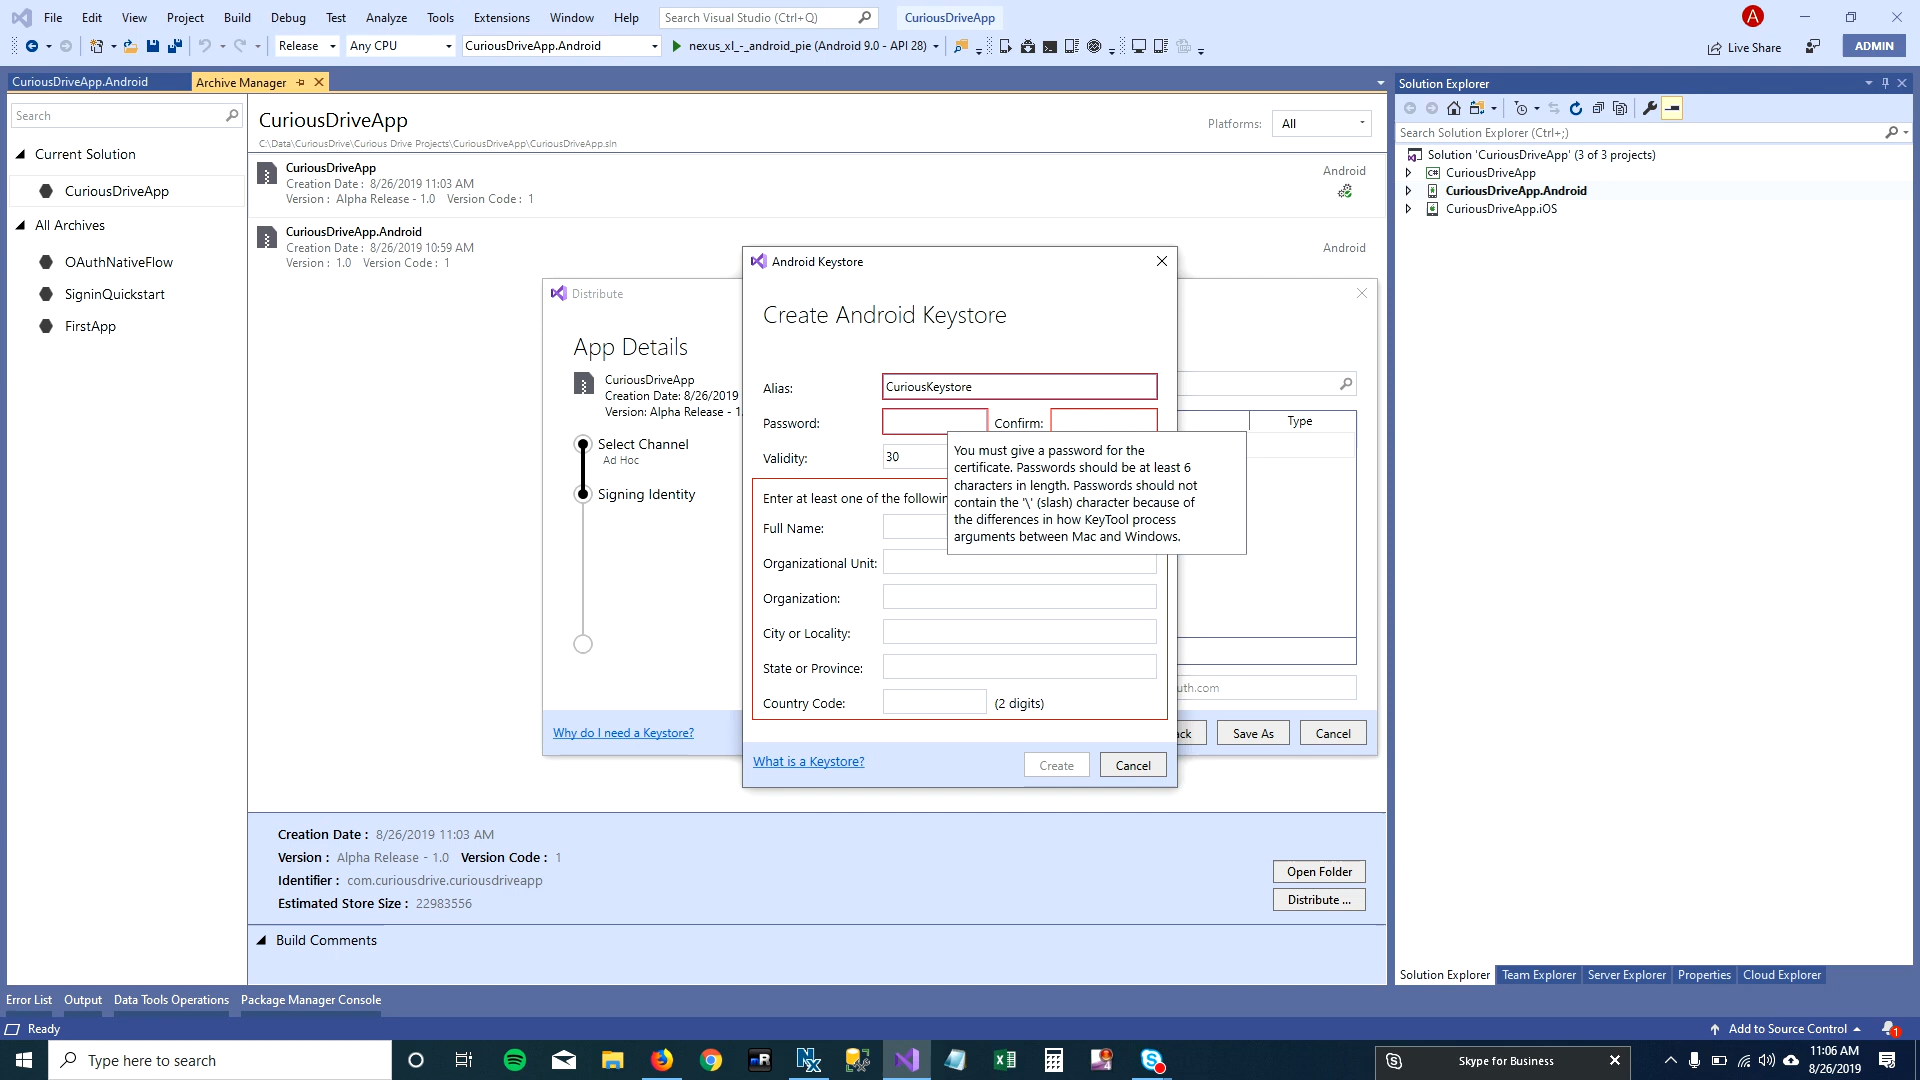 File Edit View Project Build Debug Test Analyze Tools Extensions Window Help Search Visual Studio (Ctrl+Q) CuriousDriveApp A
Release Any CPU CuriousDriveApp.Android nexus_xl_-_android_pie (Android 9.0 - API 28) Live Share ADMIN
CuriousDriveApp.Android Archive Manager
Search
Current Solution
CuriousDriveApp
All Archives
OAuthNativeFlow
SigninQuickstart
FirstApp
CuriousDriveApp
C:\Data\CuriousDrive\Curious Drive Projects\CuriousDriveApp\CuriousDriveApp.sln
Platforms: All
CuriousDriveApp
Creation Date : 8/26/2019 11:03 AM
Version : Alpha Release - 1.0 Version Code : 1
Android
CuriousDriveApp.Android
Creation Date : 8/26/2019 10:59 AM
Version : 1.0 Version Code : 1
Android
Distribute
App Details
CuriousDriveApp
Creation Date: 8/26/2019
Version: Alpha Release - 1.
Select Channel
Ad Hoc
Signing Identity
Why do I need a Keystore?
Type
uth.com
ack Save As Cancel
Android Keystore
Create Android Keystore
Alias: CuriousKeystore
Password: Confirm:
Validity: 30
Enter at least one of the followin
Full Name:
Organizational Unit:
Organization:
City or Locality:
State or Province:
Country Code: (2 digits)
What is a Keystore? Create Cancel
You must give a password for the
certificate. Passwords should be at least 6
characters in length. Passwords should not
contain the '\' (slash) character because of
the differences in how KeyTool process
arguments between Mac and Windows.
Creation Date : 8/26/2019 11:03 AM
Version : Alpha Release - 1.0 Version Code : 1
Identifier : com.curiousdrive.curiousdriveapp
Estimated Store Size : 22983556
Open Folder
Distribute ...
Build Comments
Solution Explorer
Search Solution Explorer (Ctrl+;)
Solution 'CuriousDriveApp' (3 of 3 projects)
C# CuriousDriveApp
CuriousDriveApp.Android
CuriousDriveApp.iOS
Solution Explorer Team Explorer Server Explorer Properties Cloud Explorer
Error List Output Data Tools Operations Package Manager Console
Ready Add to Source Control 1
Type here to search Skype for Business 11:06 AM
8/26/2019